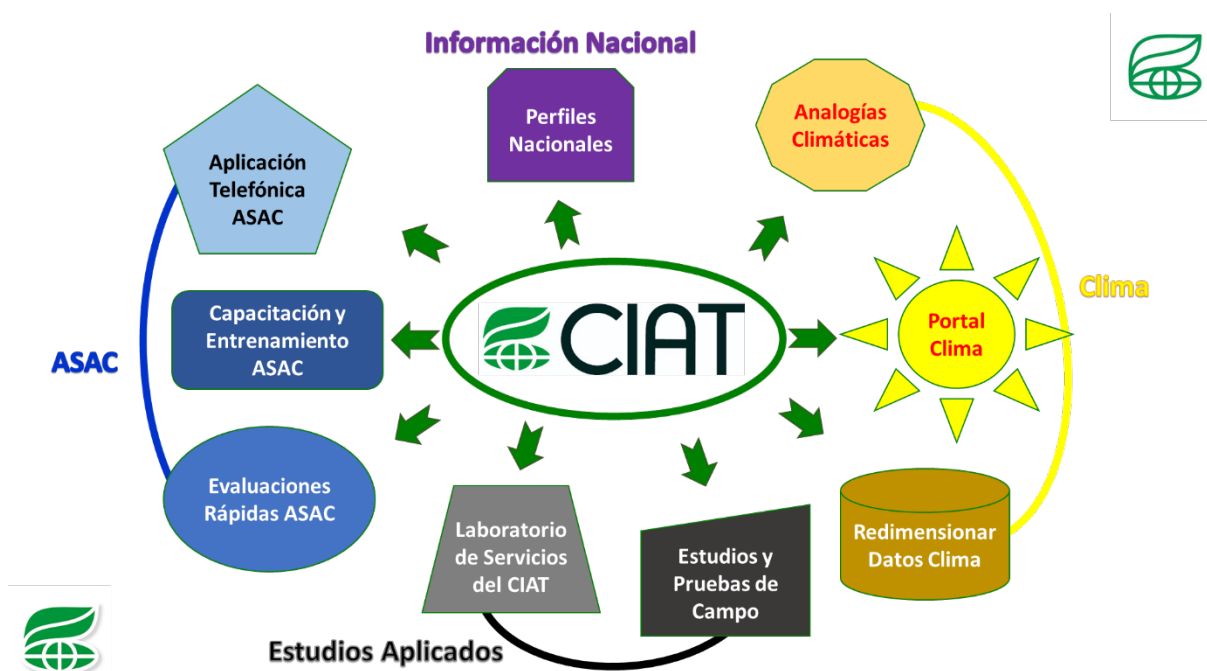 Información Nacional
Perfiles
Nacionales
Analogías
Climáticas
Aplicación
Telefónica
ASAC
Clima
Portal
Clima
CIAT
Capacitación y
Entrenamiento
ASAC
ASAC
Evaluaciones
Rápidas ASAC
Laboratorio
de Servicios
del CIAT
Estudios y
Pruebas de
Campo
Redimensionar
Datos Clima
Estudios Aplicados